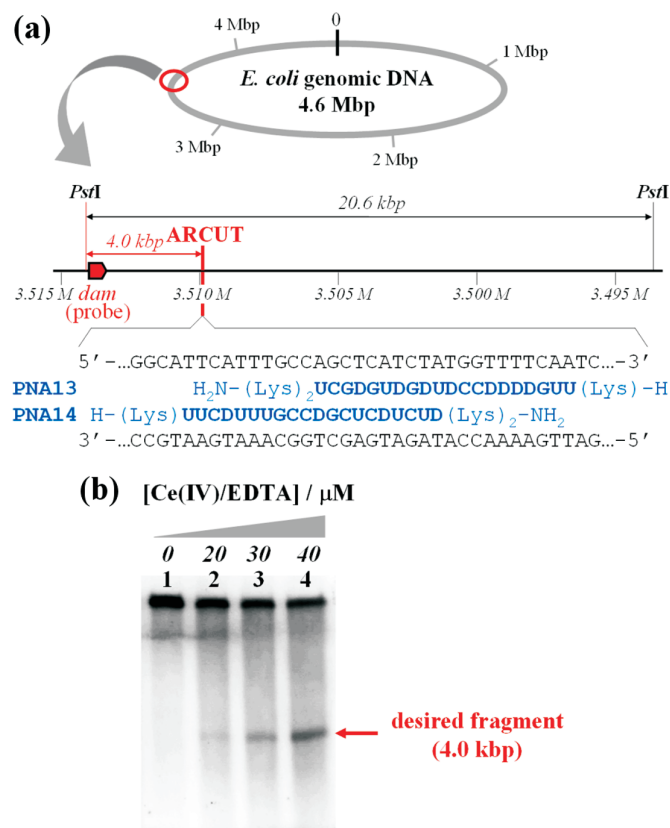 (a)
0
4 Mbp
1 Mbp
E. coli genomic DNA
4.6 Mbp
3 Mbp
2 Mbp
PstI
PstI
20.6 kbp
4.0 kbp
ARCUT
3.515 M
dam
(probe)
3.510 M
3.505 M
3.500 M
3.495 M
5'-…GGCATTCATTTGCCAGCTCATCTATGGTTTTCAATC…-3'
PNA13 H₂N-(Lys)₂UCGDGUDGDUDCCDDDDGUU(Lys)-H
PNA14 H-(Lys)UUCDUUUGCCDGCUCDUCUD(Lys)₂-NH₂
3'-…CCGTAAGTAAACGGTCGAGTAGATACCAAAAGTTAG…-5'
(b)
[Ce(IV)/EDTA] / μM
0 20 30 40
1 2 3 4
desired fragment
(4.0 kbp)